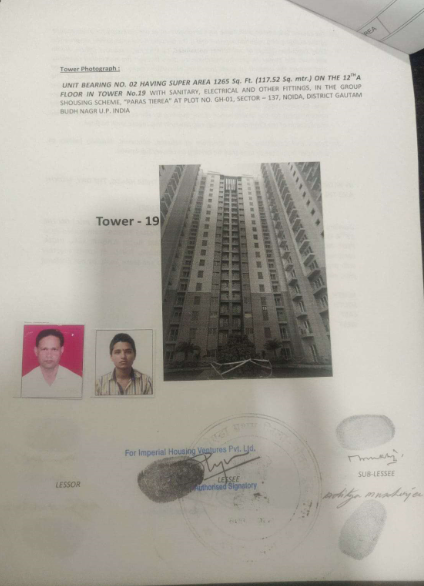 Tower Photograph :
UNIT BEARING NO. 02 HAVING SUPER AREA 1265 Sq. Ft. (117.52 Sq. mtr.) ON THE 12THA
FLOOR IN TOWER No.19 WITH SANITARY, ELECTRICAL AND OTHER FITTINGS, IN THE GROUP
SHOUSING SCHEME, "PARAS TIEREA" AT PLOT NO. GH-01, SECTOR – 137, NOIDA, DISTRICT GAUTAM
BUDH NAGR U.P. INDIA
Tower - 19
For Imperial Housing Ventures Pvt. Ltd.
LESSOR
LESSEE
Authorised Signatory
SUB-LESSEE